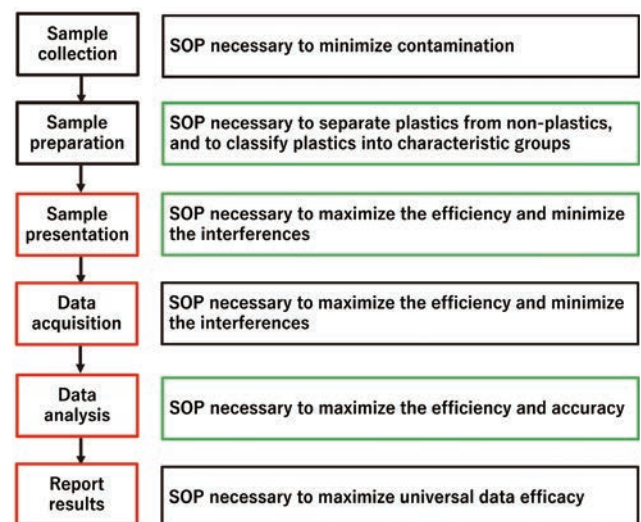 Sample
collection
SOP necessary to minimize contamination
Sample
preparation
SOP necessary to separate plastics from non-plastics,
and to classify plastics into characteristic groups
Sample
presentation
SOP necessary to maximize the efficiency and minimize
the interferences
Data
acquisition
SOP necessary to maximize the efficiency and minimize
the interferences
Data
analysis
SOP necessary to maximize the efficiency and accuracy
Report
results
SOP necessary to maximize universal data efficacy